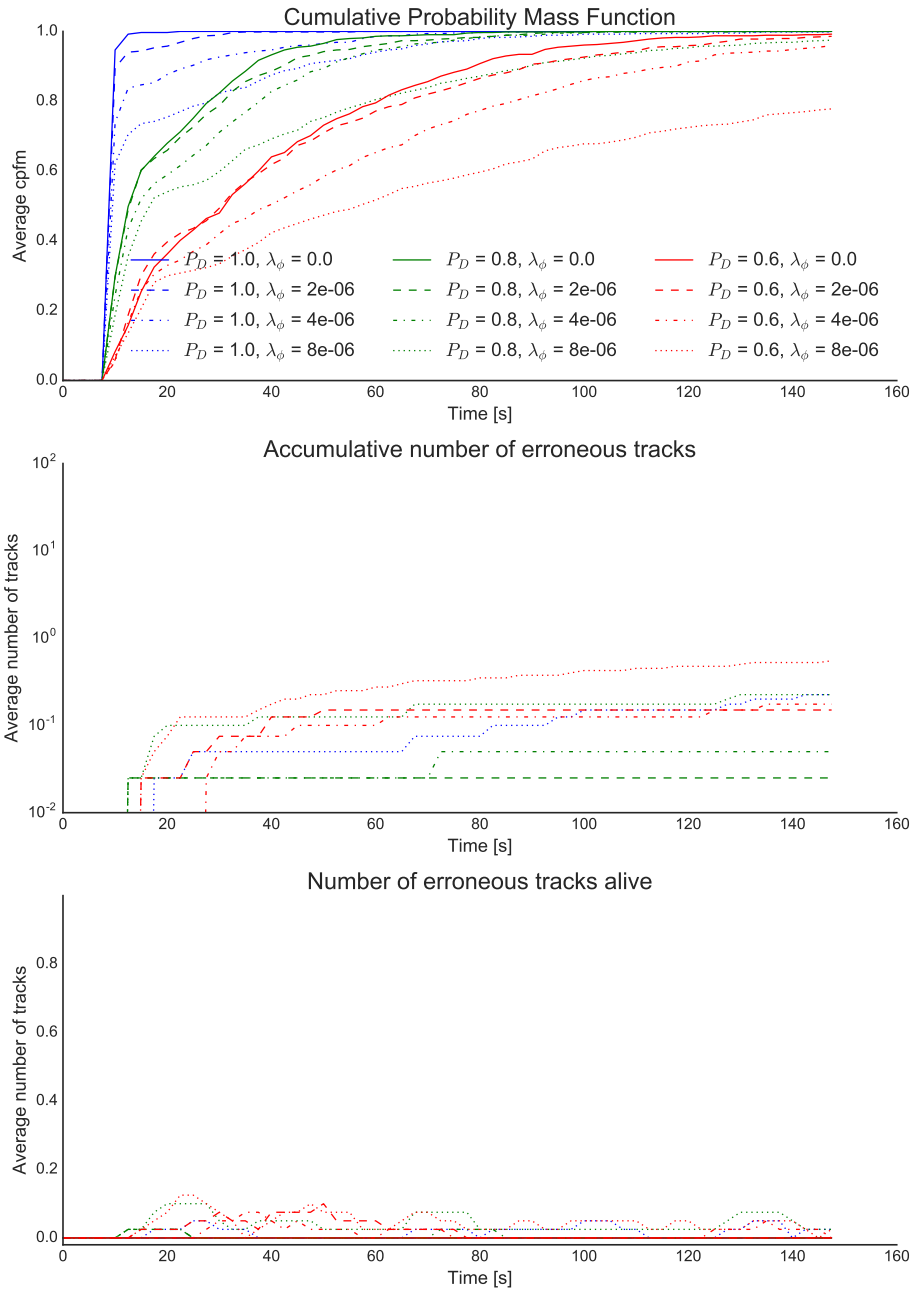 Cumulative Probability Mass Function
1.0
0.8
0.6
0.4
0.2
0.0
Average cpfm
P_D = 1.0, λ_ϕ = 0.0
P_D = 1.0, λ_ϕ = 2e-06
P_D = 1.0, λ_ϕ = 4e-06
P_D = 1.0, λ_ϕ = 8e-06
P_D = 0.8, λ_ϕ = 0.0
P_D = 0.8, λ_ϕ = 2e-06
P_D = 0.8, λ_ϕ = 4e-06
P_D = 0.8, λ_ϕ = 8e-06
P_D = 0.6, λ_ϕ = 0.0
P_D = 0.6, λ_ϕ = 2e-06
P_D = 0.6, λ_ϕ = 4e-06
P_D = 0.6, λ_ϕ = 8e-06
0 20 40 60 80 100 120 140 160
Time [s]
Accumulative number of erroneous tracks
10^2
10^1
10^0
10^-1
10^-2
Average number of tracks
0 20 40 60 80 100 120 140 160
Time [s]
Number of erroneous tracks alive
0.8
0.6
0.4
0.2
0.0
Average number of tracks
0 20 40 60 80 100 120 140 160
Time [s]